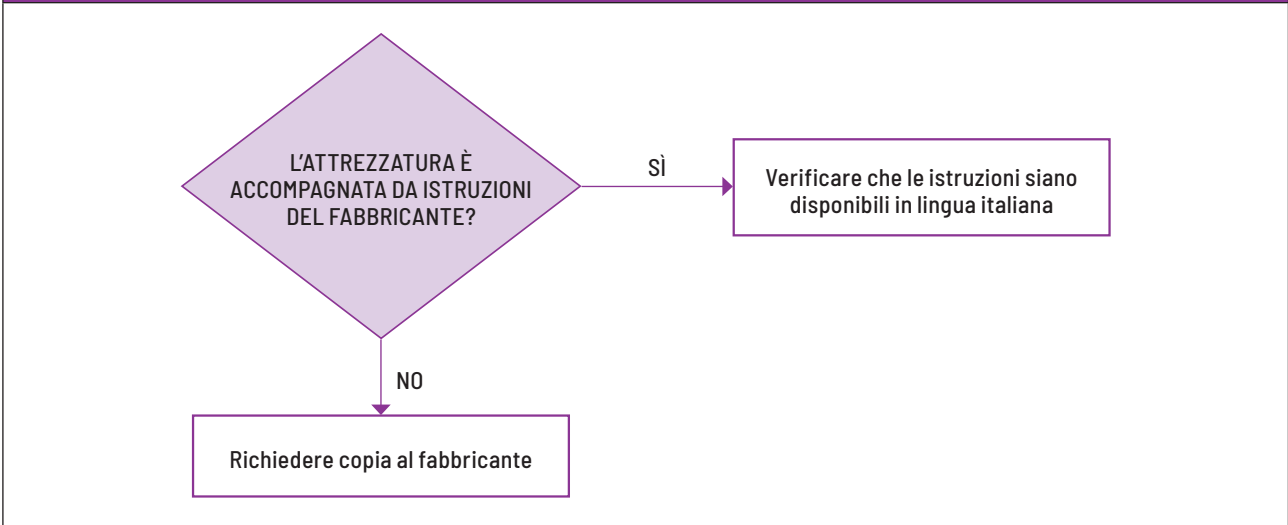 L'ATTREZZATURA È
ACCOMPAGNATA DA ISTRUZIONI
DEL FABBRICANTE?
SÌ
Verificare che le istruzioni siano
disponibili in lingua italiana
NO
Richiedere copia al fabbricante